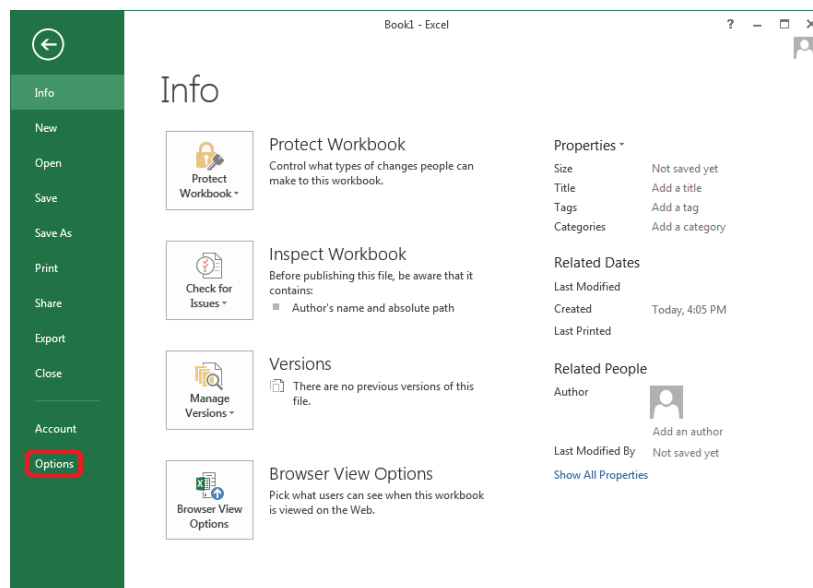 Book1 - Excel
?
Info
New
Open
Save
Save As
Print
Share
Export
Close
Account
Options
Info
Protect
Workbook
Protect Workbook
Control what types of changes people can
make to this workbook.
Check for
Issues
Inspect Workbook
Before publishing this file, be aware that it
contains:
Author's name and absolute path
Manage
Versions
Versions
There are no previous versions of this
file.
Browser View
Options
Browser View Options
Pick what users can see when this workbook
is viewed on the Web.
Properties
Size Not saved yet
Title Add a title
Tags Add a tag
Categories Add a category
Related Dates
Last Modified
Created Today, 4:05 PM
Last Printed
Related People
Author
Add an author
Last Modified By Not saved yet
Show All Properties